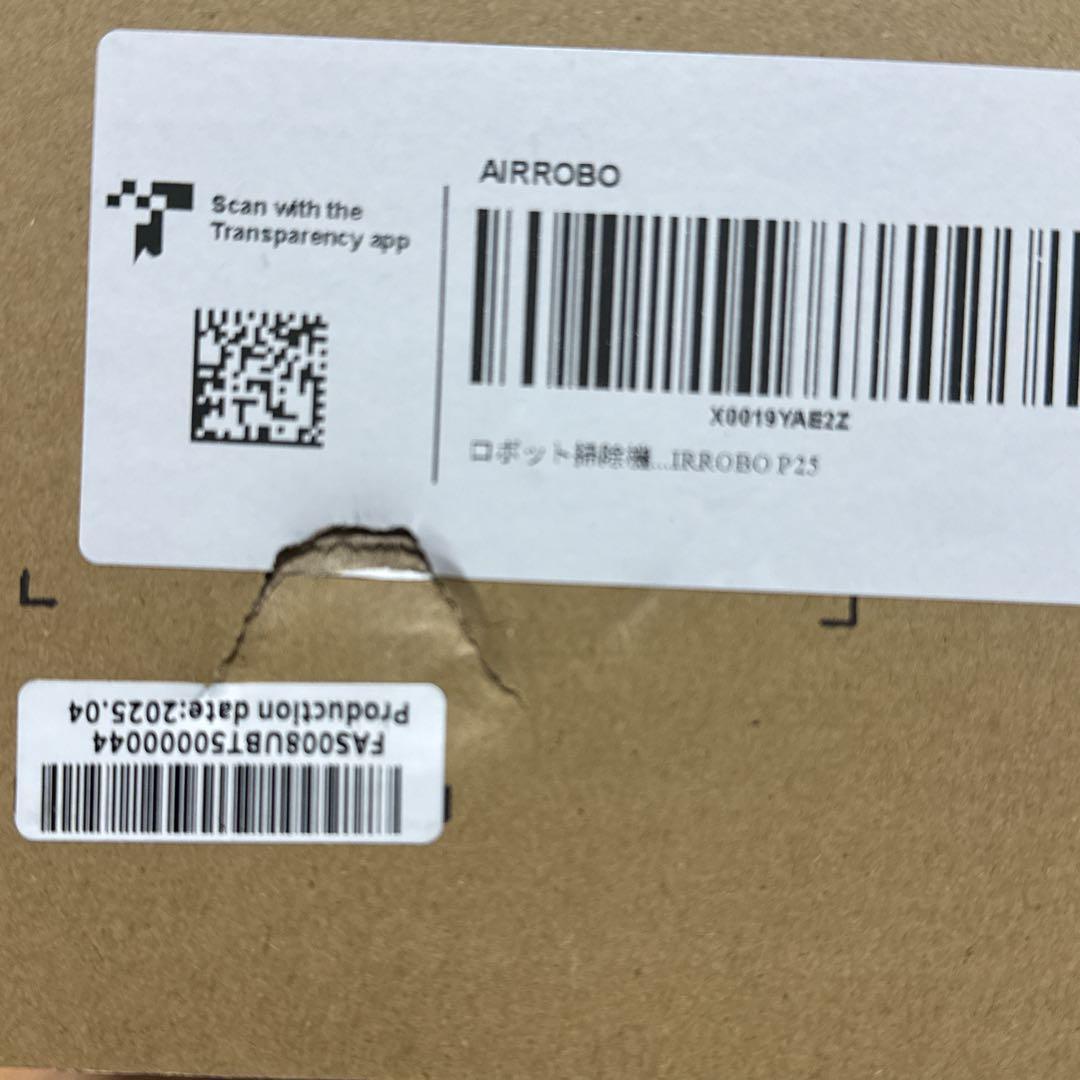 AIRROBO
Scan with the
Transparency app
X0019YAE2Z
ロボット掃除機...IRROBO P25
Production date:2025.04
FAS008UBT50000044